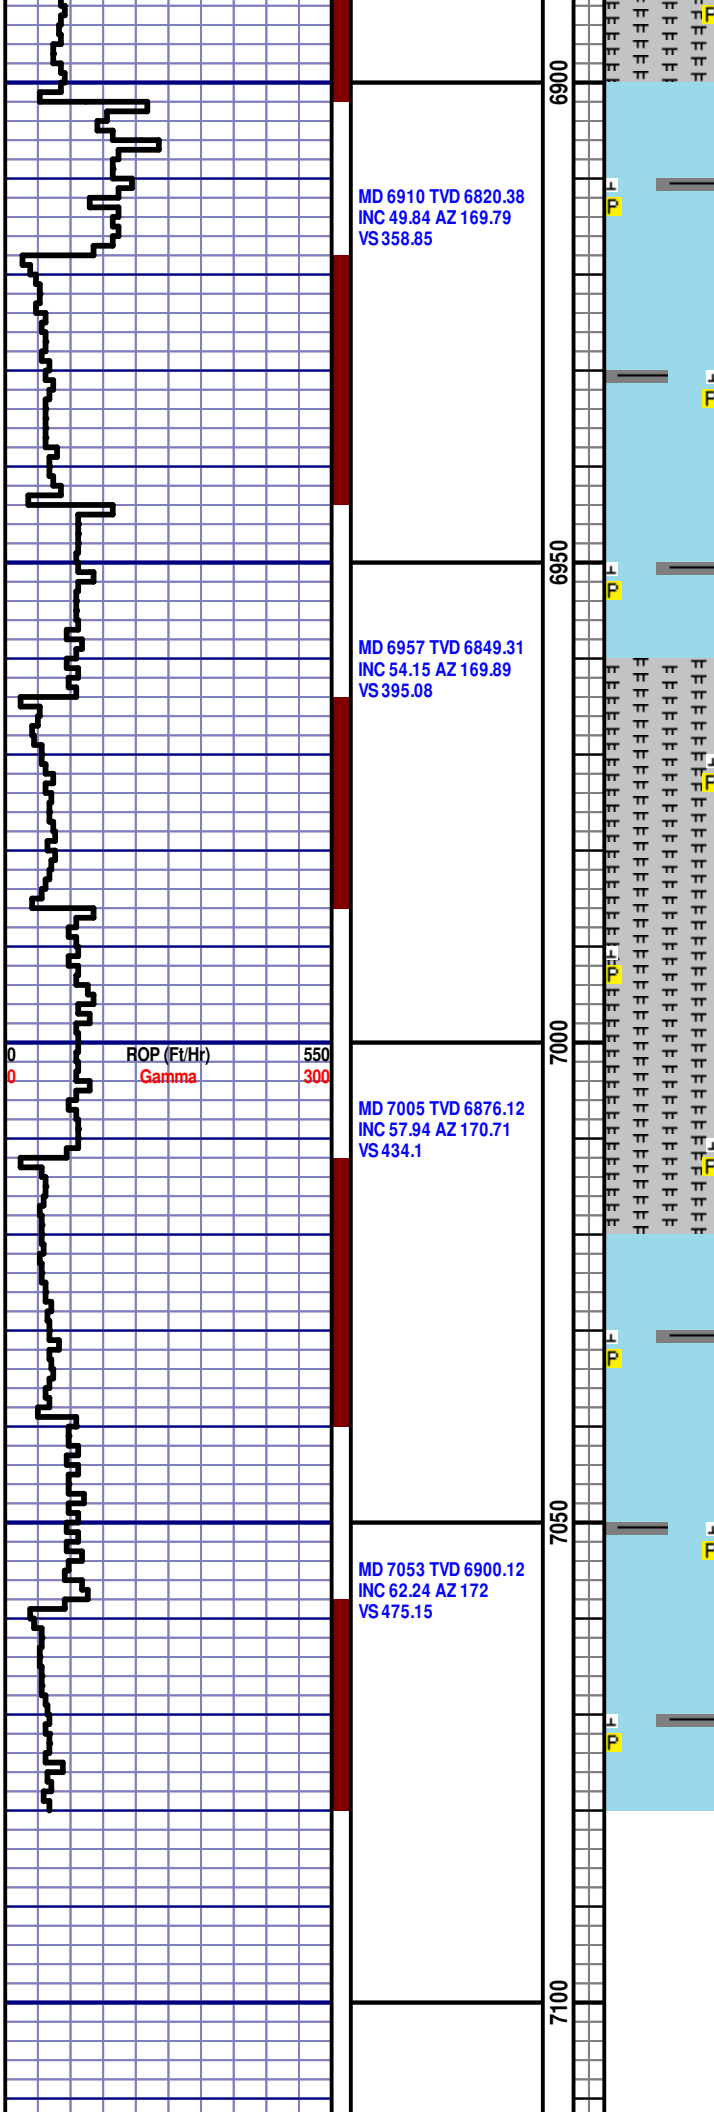 P
6900
MD 6910 TVD 6820.38
INC 49.84 AZ 169.79
VS 358.85
P
P
6950
P
MD 6957 TVD 6849.31
INC 54.15 AZ 169.89
VS 395.08
P
P
7000
0 ROP (Ft/Hr) 550
0 Gamma 300
MD 7005 TVD 6876.12
INC 57.94 AZ 170.71
VS 434.1
P
P
7050
P
MD 7053 TVD 6900.12
INC 62.24 AZ 172
VS 475.15
P
7100